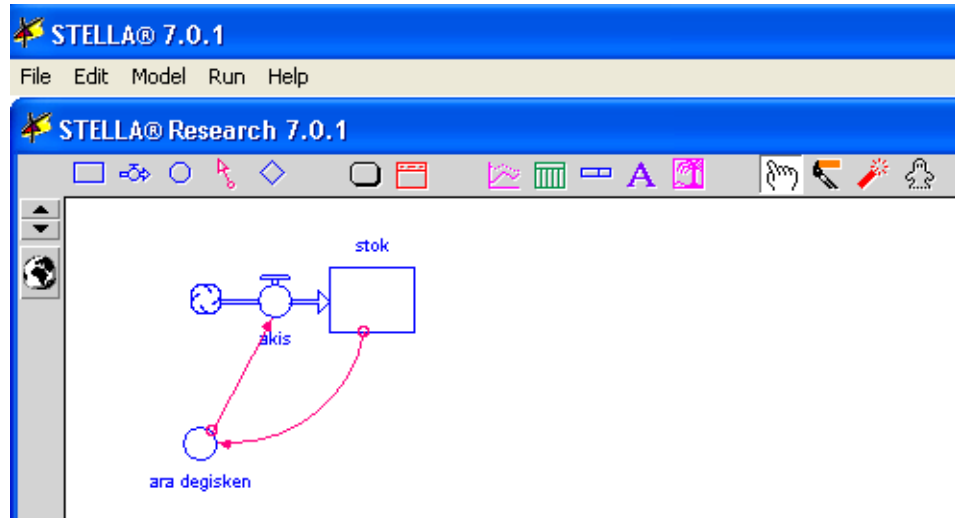 STELLA® 7.0.1
File Edit Model Run Help
STELLA® Research 7.0.1
A
stok
akis
ara degisken